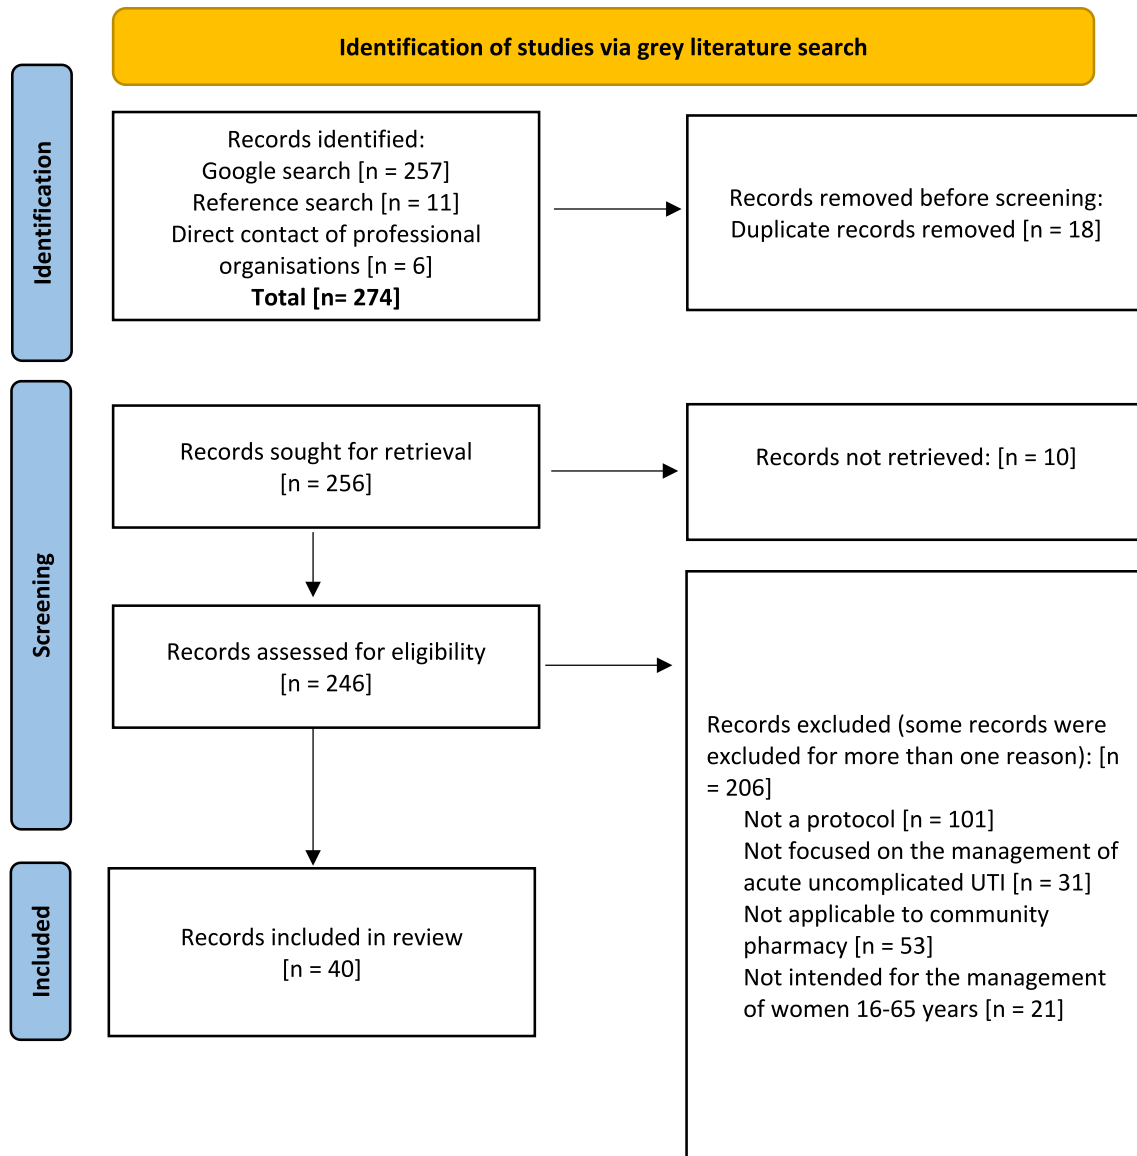 Identification of studies via grey literature search
Identification
Records identified:
Google search [n = 257]
Reference search [n = 11]
Direct contact of professional
organisations [n = 6]
Total [n= 274]
Records removed before screening:
Duplicate records removed [n = 18]
Screening
Records sought for retrieval
[n = 256]
Records not retrieved: [n = 10]
Records assessed for eligibility
[n = 246]
Records excluded (some records were
excluded for more than one reason): [n
= 206]
Not a protocol [n = 101]
Not focused on the management of
acute uncomplicated UTI [n = 31]
Not applicable to community
pharmacy [n = 53]
Not intended for the management
of women 16-65 years [n = 21]
Included
Records included in review
[n = 40]